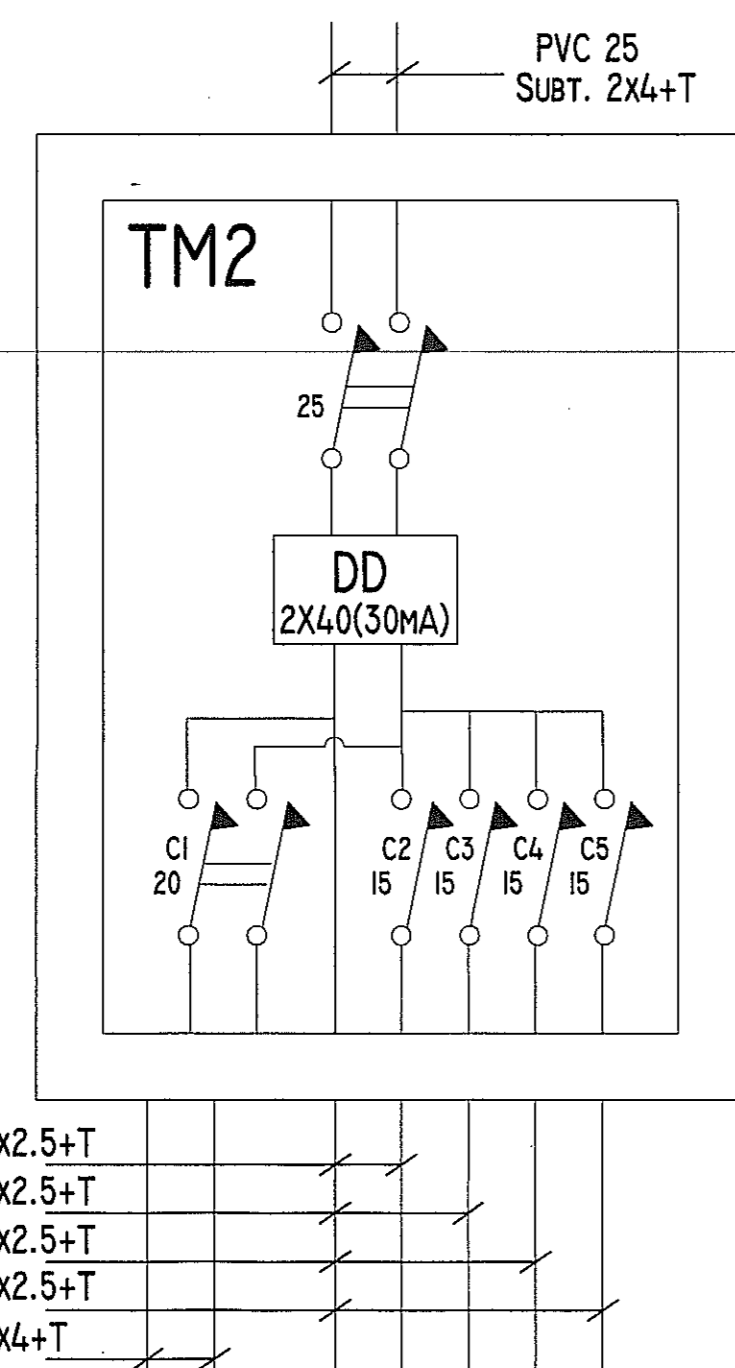 PVC 25
SUBT. 2X4+T
TM2
25
DD
2X40(30MA)
C1
20
C2
15
C3
15
C4
15
C5
15
X2.5+T
X2.5+T
X2.5+T
X2.5+T
X4+T